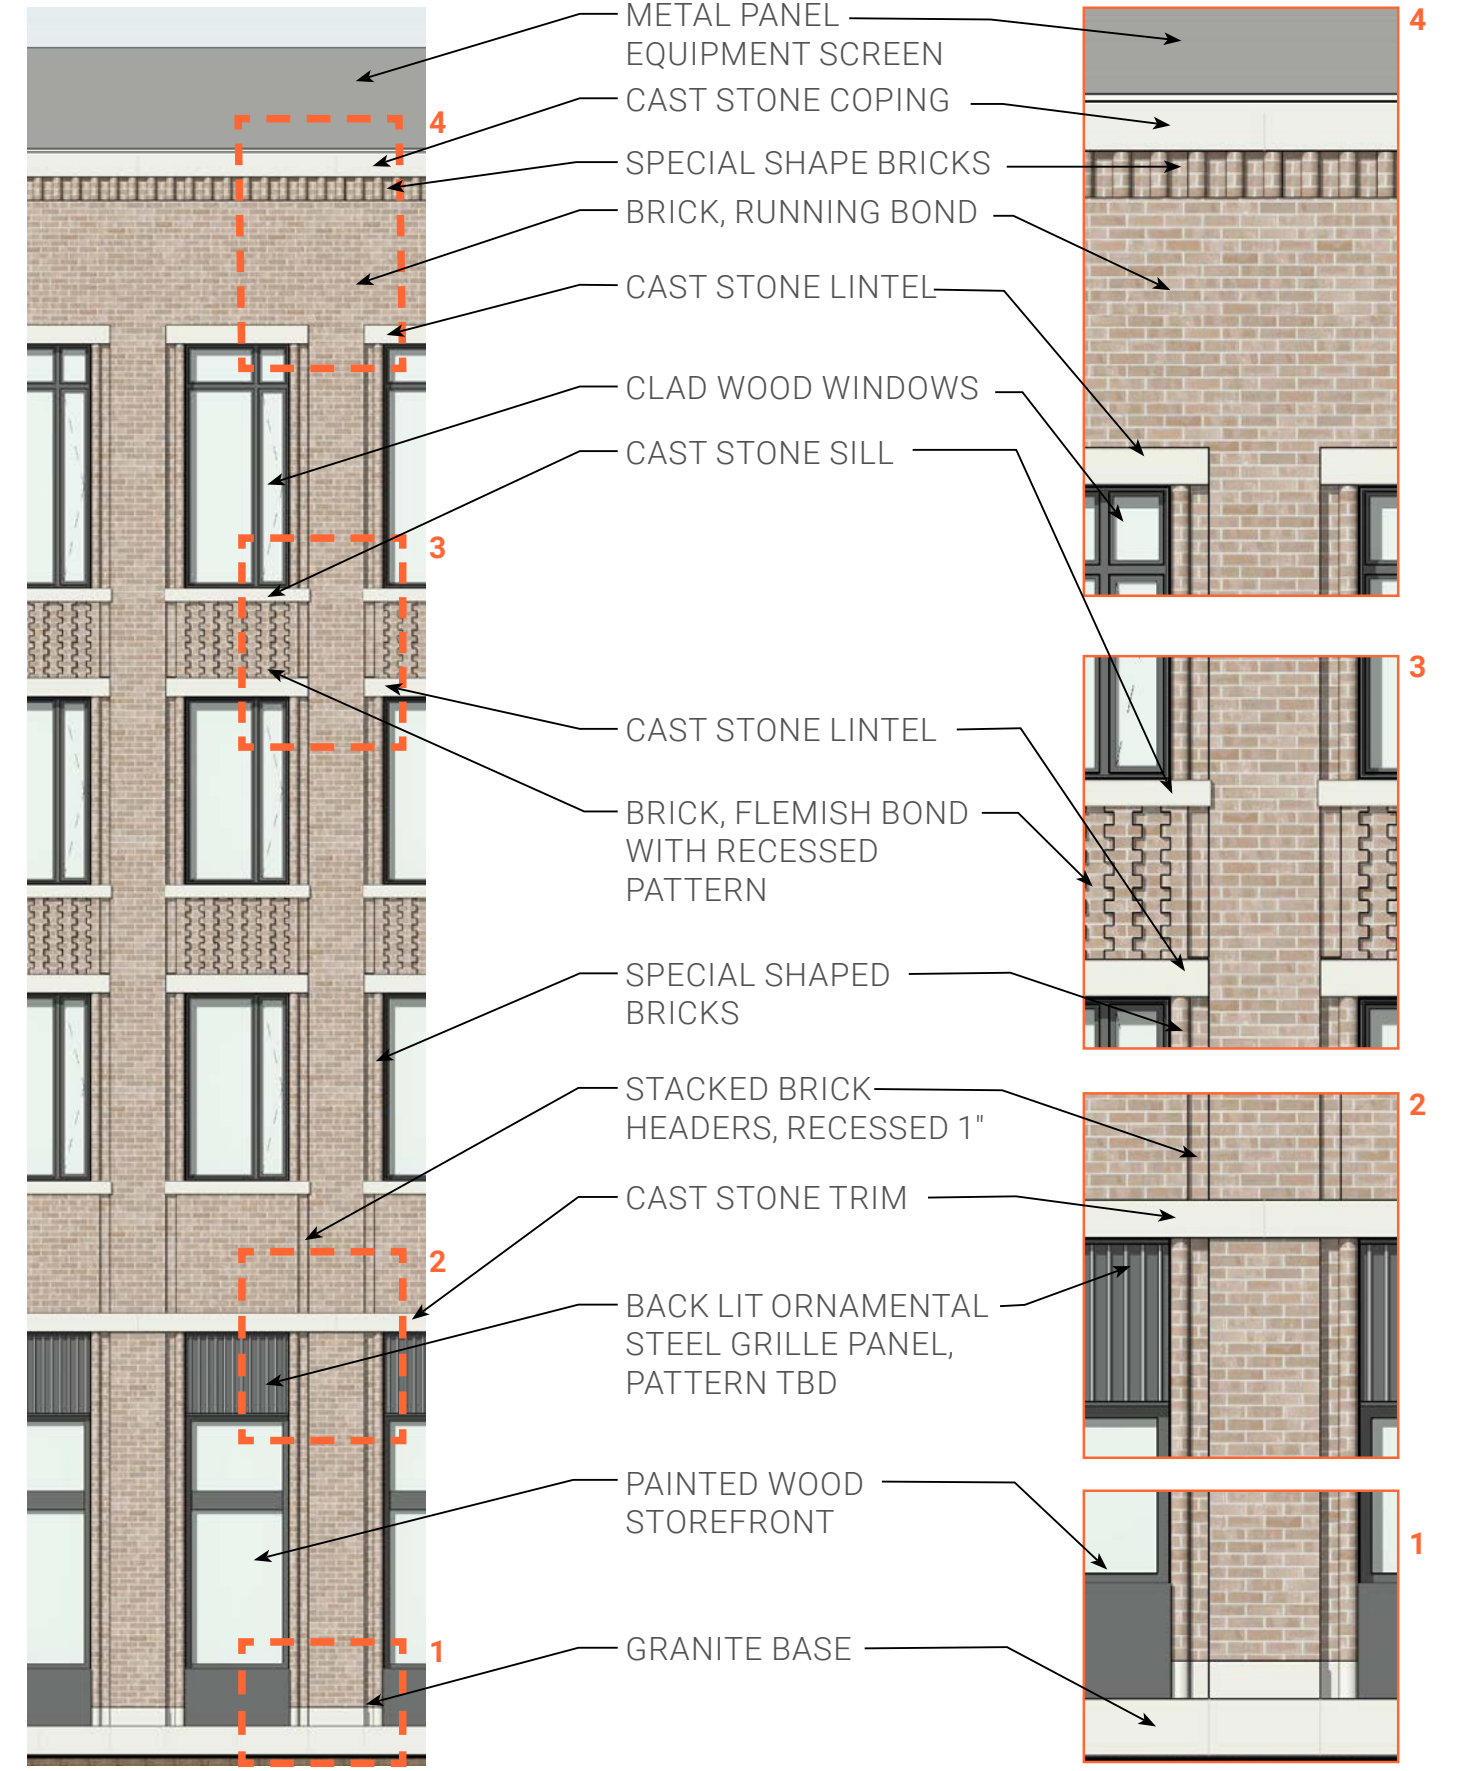 METAL PANEL
EQUIPMENT SCREEN
4
4
CAST STONE COPING
SPECIAL SHAPE BRICKS
BRICK, RUNNING BOND
CAST STONE LINTEL
CLAD WOOD WINDOWS
CAST STONE SILL
3
3
CAST STONE LINTEL
BRICK, FLEMISH BOND
WITH RECESSED
PATTERN
SPECIAL SHAPED
BRICKS
STACKED BRICK
HEADERS, RECESSED 1"
2
CAST STONE TRIM
2
BACK LIT ORNAMENTAL
STEEL GRILLE PANEL,
PATTERN TBD
PAINTED WOOD
STOREFRONT
1
1
GRANITE BASE